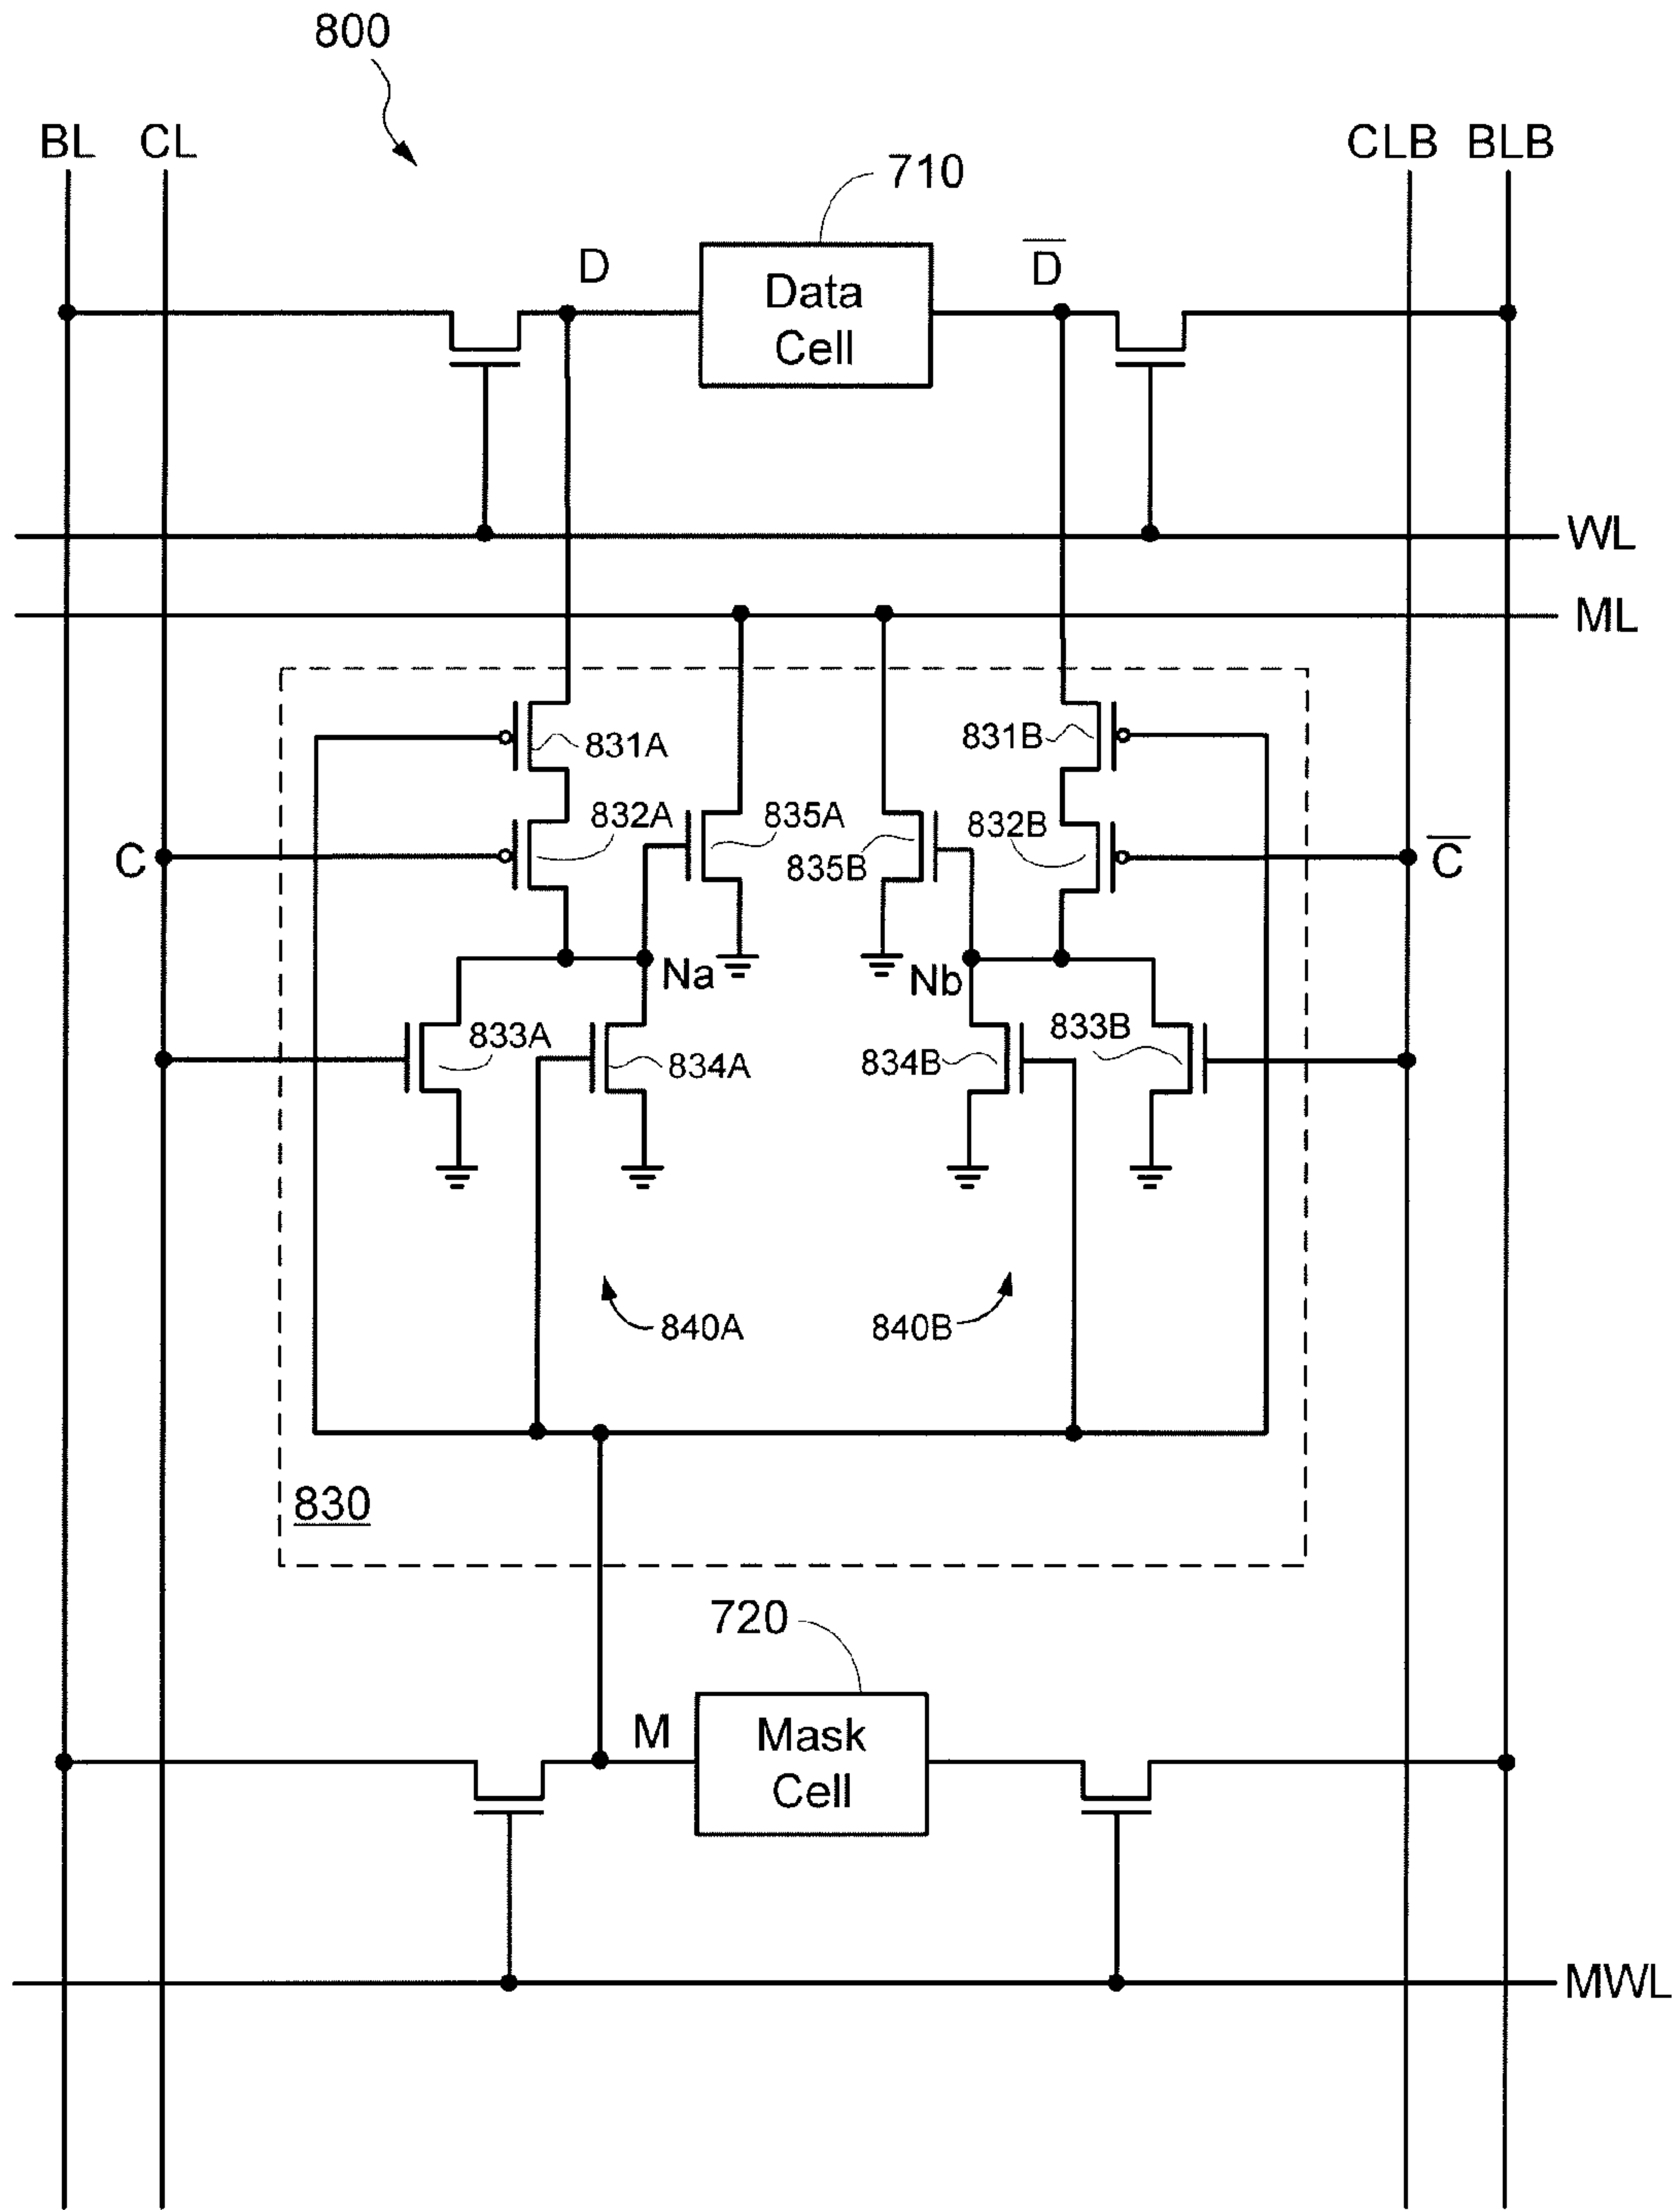 800
BL CL CLB BLB
710
D D̅
Data
Cell
WL
ML
831A 831B
832A 835A 832B
835B
C C̅
Na Nb
833A 833B
834A 834B
840A 840B
830
720
M
Mask
Cell
MWL